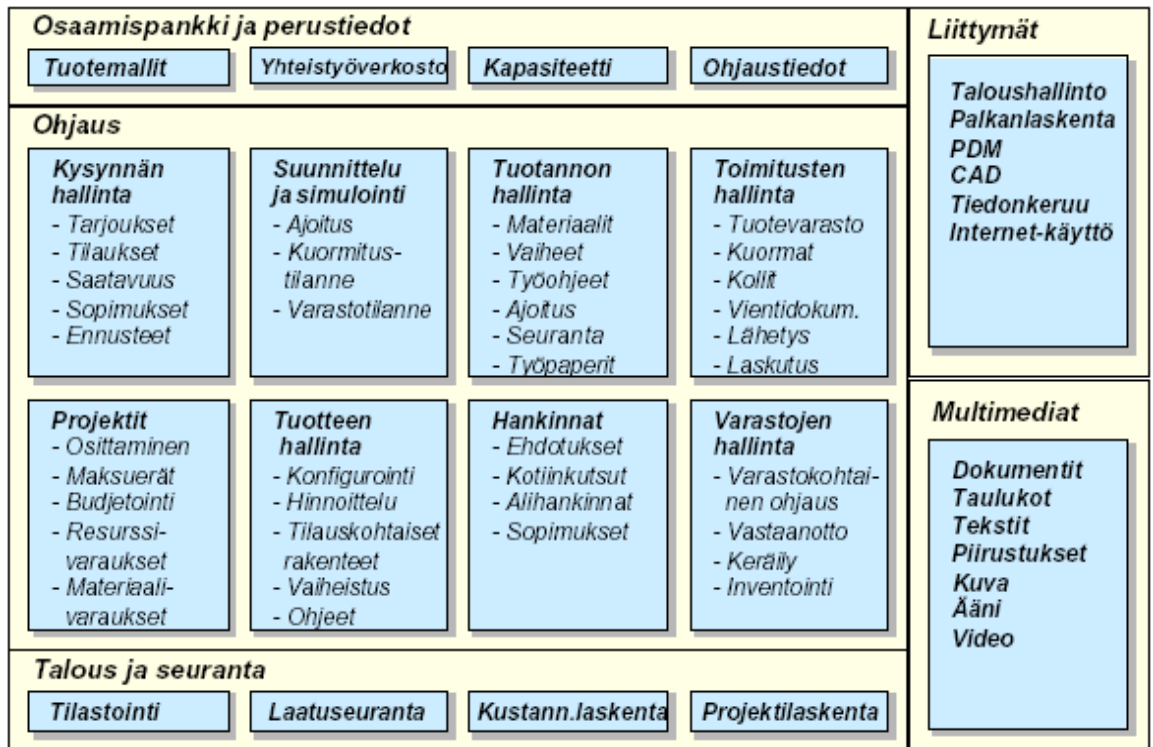 Osaamispankki ja perustiedot
Tuotemallit
Yhteistyöverkosto
Kapasiteetti
Ohjaustiedot
Ohjaus
Kysynnän
hallinta
- Tarjoukset
- Tilaukset
- Saatavuus
- Sopimukset
- Ennusteet
Suunnittelu
ja simulointi
- Ajoitus
- Kuormitus-
tilanne
- Varastotilanne
Tuotannon
hallinta
- Materiaalit
- Vaiheet
- Työohjeet
- Ajoitus
- Seuranta
- Työpaperit
Toimitusten
hallinta
- Tuotevarasto
- Kuormat
- Kollit
- Vientidokum.
- Lähetys
- Laskutus
Projektit
- Osittaminen
- Maksuerät
- Budjetointi
- Resurssi-
varaukset
- Materiaali-
varaukset
Tuotteen
hallinta
- Konfigurointi
- Hinnoittelu
- Tilauskohtaiset
rakenteet
- Vaiheistus
- Ohjeet
Hankinnat
- Ehdotukset
- Kotiinkutsut
- Alihankinnat
- Sopimukset
Varastojen
hallinta
- Varastokohtai-
nen ohjaus
- Vastaanotto
- Keräily
- Inventointi
Talous ja seuranta
Tilastointi
Laatuseuranta
Kustann.laskenta
Projektilaskenta
Liittymät
Taloushallinto
Palkanlaskenta
PDM
CAD
Tiedonkeruu
Internet-käyttö
Multimediat
Dokumentit
Taulukot
Tekstit
Piirustukset
Kuva
Ääni
Video